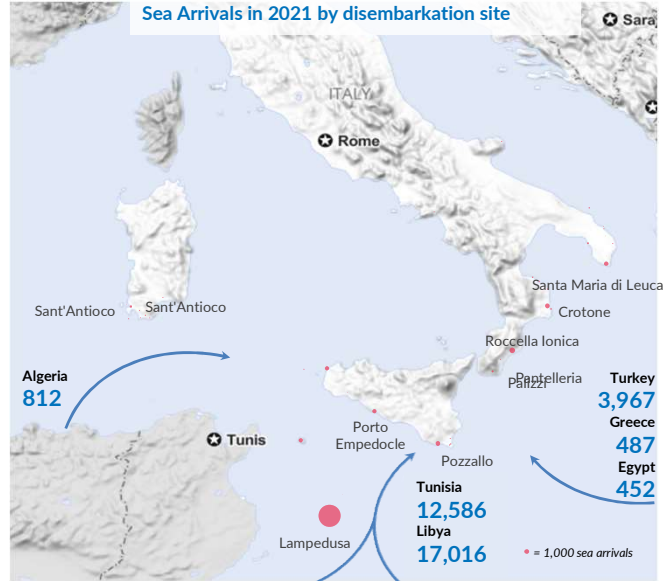 Sea Arrivals in 2021 by disembarkation site
Sara
ITALY
Rome
Santa Maria di Leuca
Sant'Antioco
Sant'Antioco
Crotone
Roccella Ionica
Pantelleria
Palizzi
Algeria
812
Turkey
3,967
Greece
487
Egypt
452
Tunis
Porto
Empedocle
Pozzallo
Tunisia
12,586
Libya
17,016
Lampedusa
= 1,000 sea arrivals